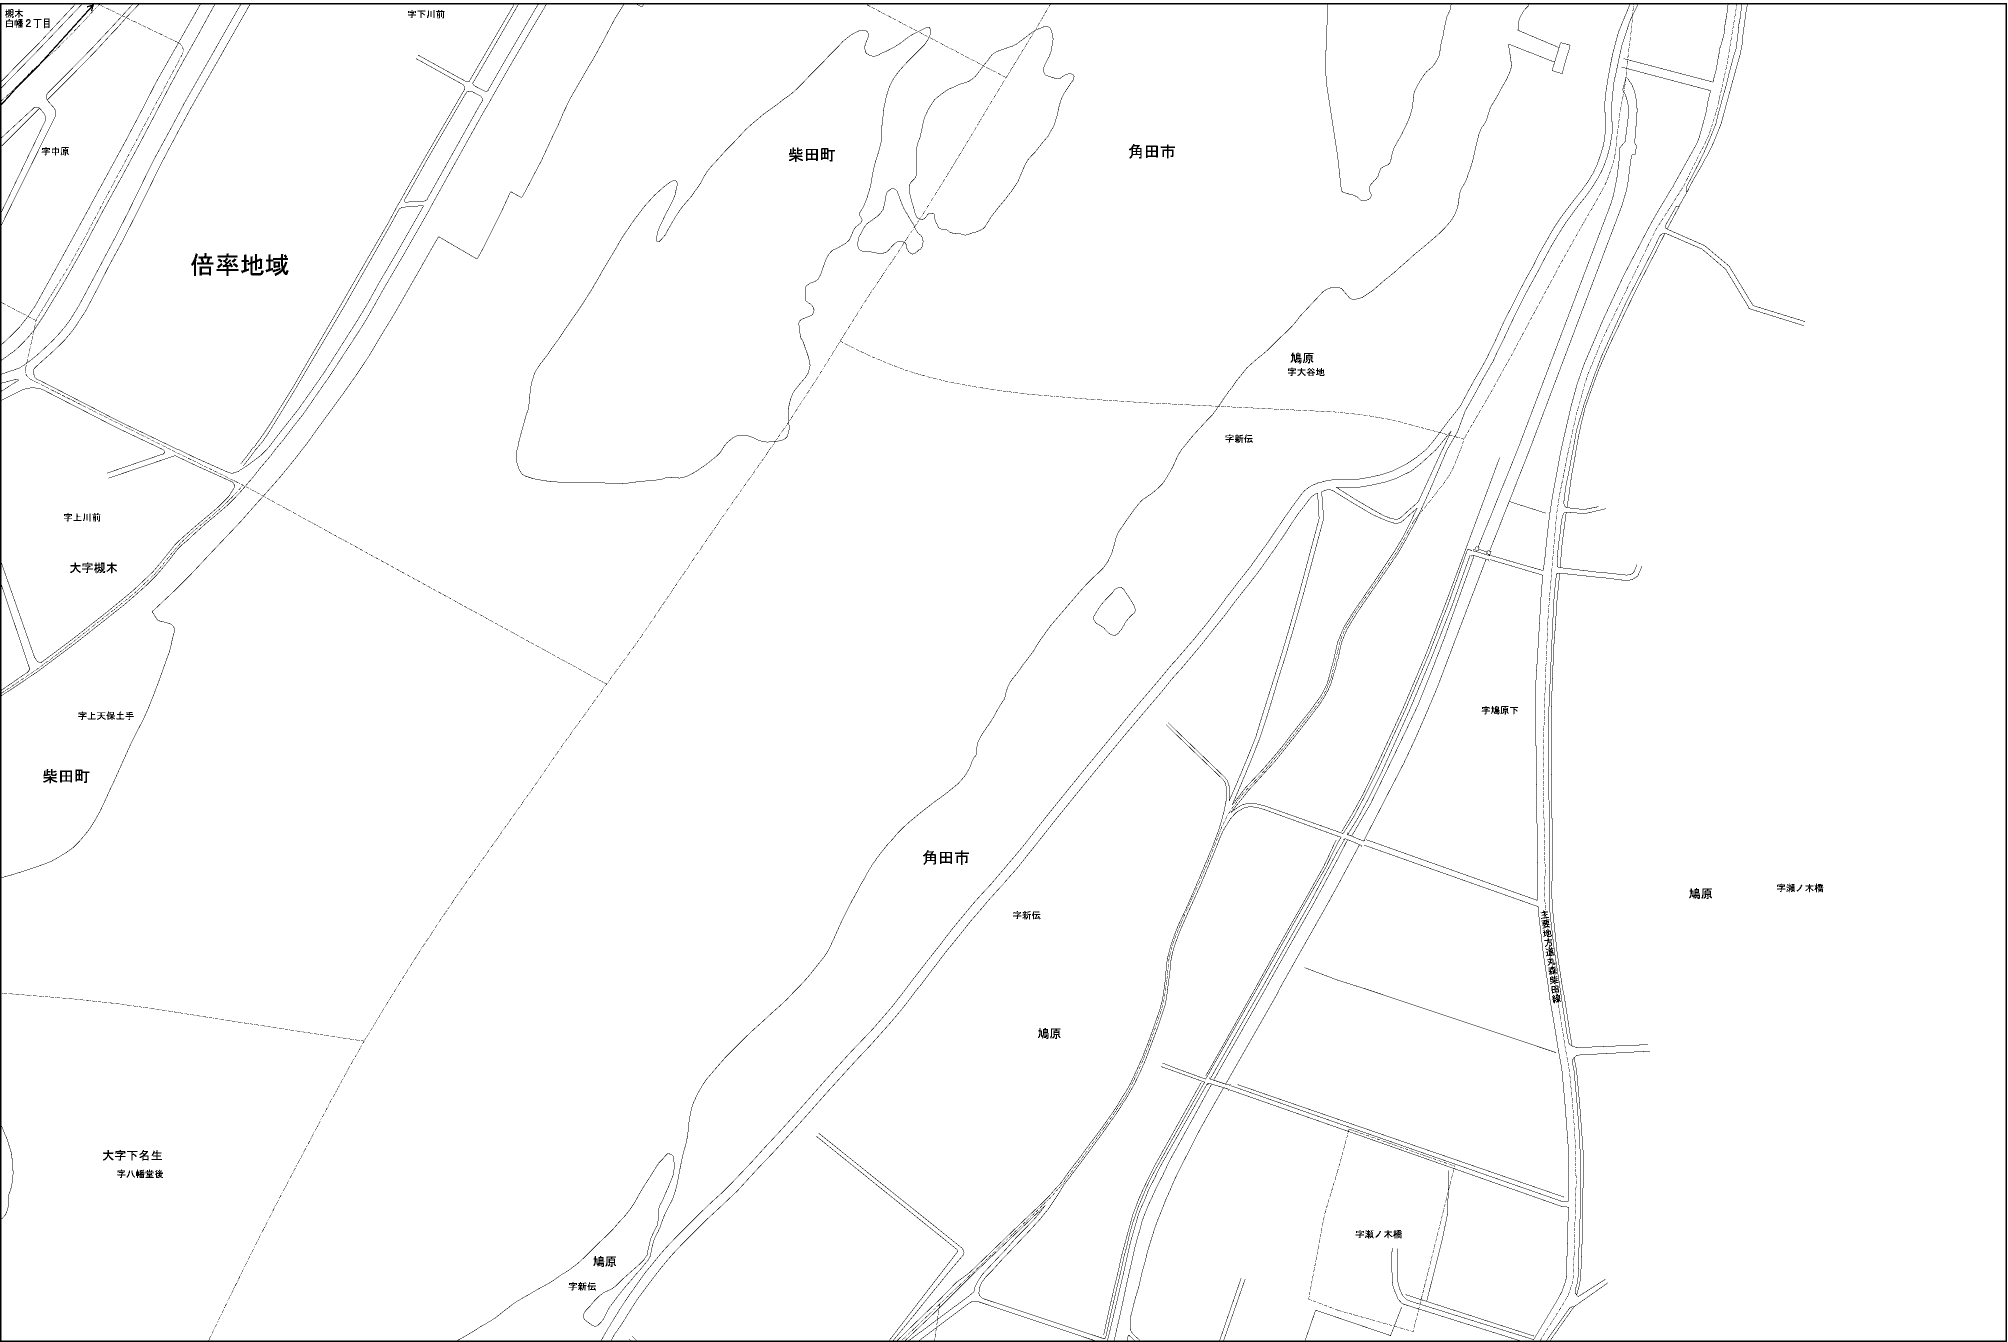 槻木
白幡２丁目
字下川前
字中原
柴田町
角田市
倍率地域
鳩原
字大谷地
字新伝
字上川前
大字槻木
字鳩原下
字上天保土手
柴田町
角田市
鳩原
字瀬ノ木橋
字新伝
主要地方道丸森柴田線
鳩原
大字下名生
字八幡堂後
字瀬ノ木橋
鳩原
字新伝